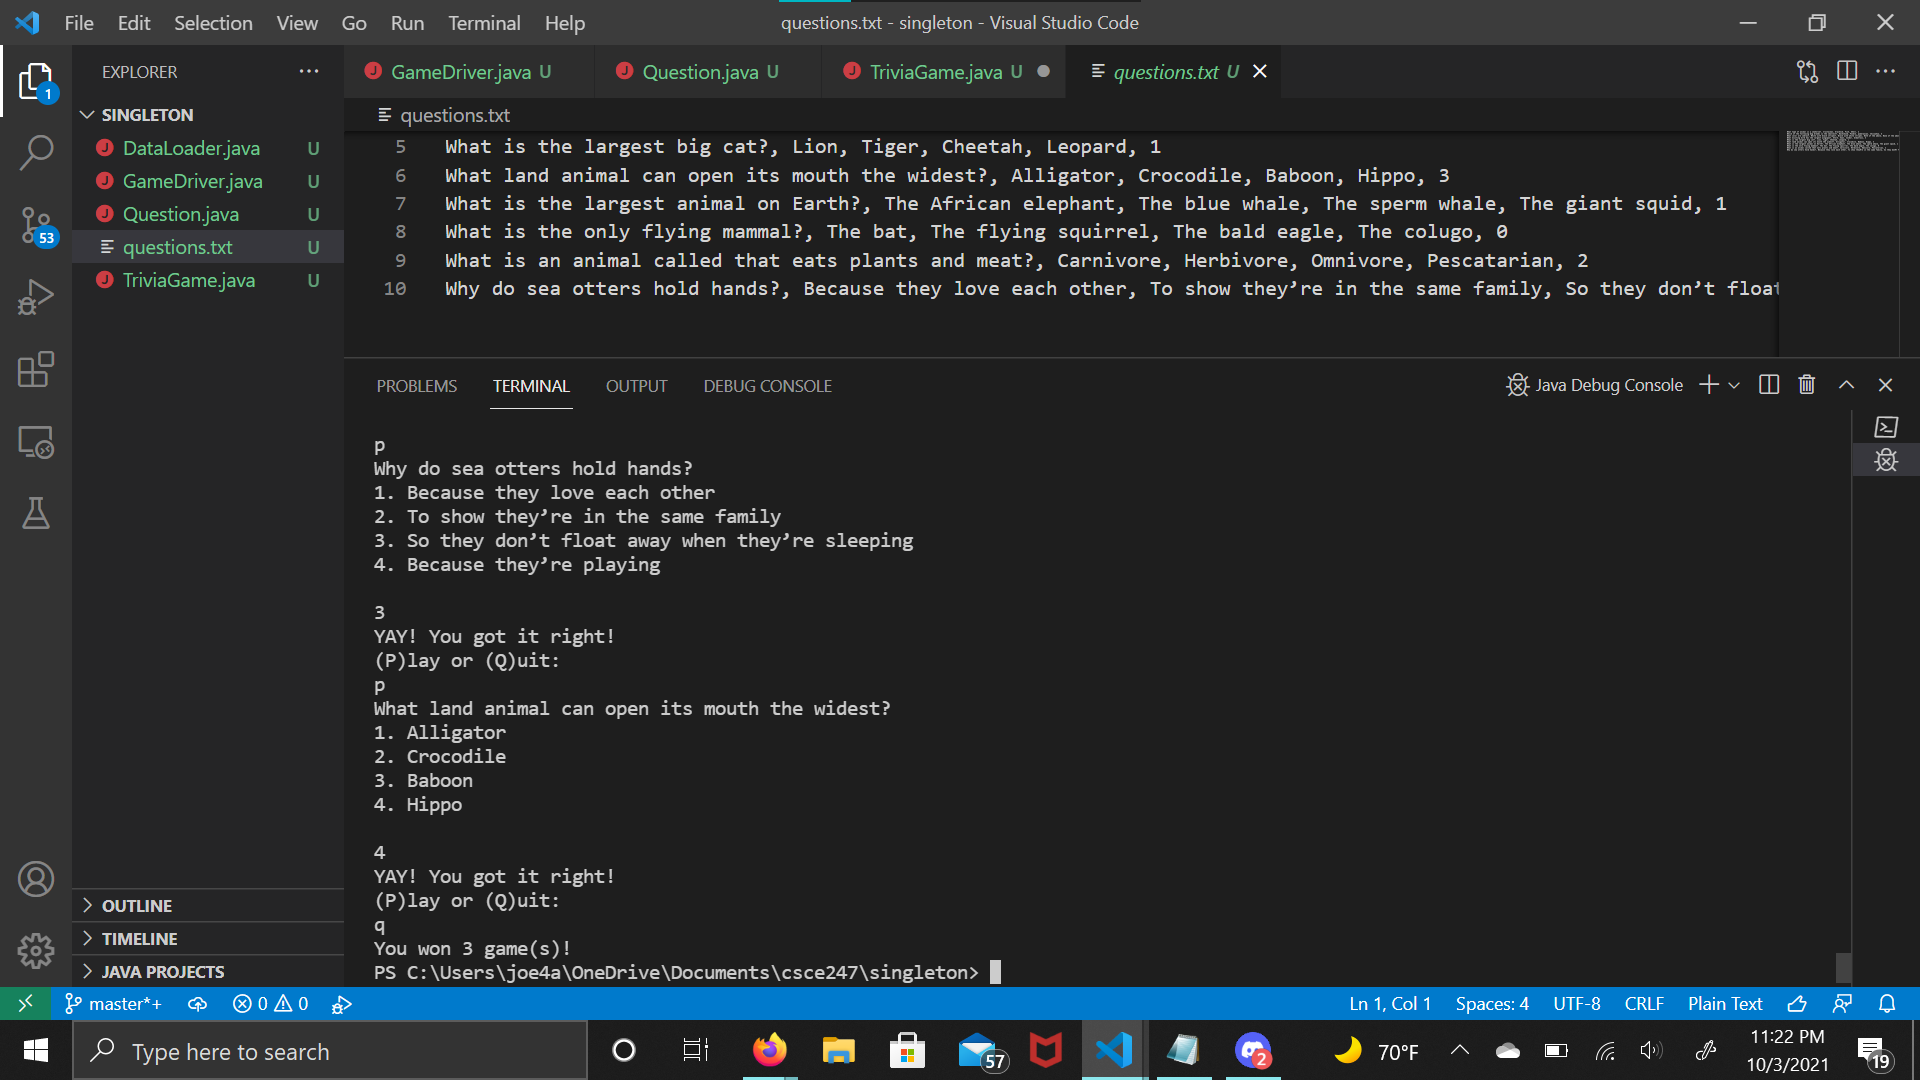 File Edit Selection View Go Run Terminal Help questions.txt - singleton - Visual Studio Code
EXPLORER
GameDriver.java U Question.java U TriviaGame.java U questions.txt U
1
SINGLETON
questions.txt
DataLoader.java U
GameDriver.java U
Question.java U
questions.txt U
TriviaGame.java U
53
5 What is the largest big cat?, Lion, Tiger, Cheetah, Leopard, 1
6 What land animal can open its mouth the widest?, Alligator, Crocodile, Baboon, Hippo, 3
7 What is the largest animal on Earth?, The African elephant, The blue whale, The sperm whale, The giant squid, 1
8 What is the only flying mammal?, The bat, The flying squirrel, The bald eagle, The colugo, 0
9 What is an animal called that eats plants and meat?, Carnivore, Herbivore, Omnivore, Pescatarian, 2
10 Why do sea otters hold hands?, Because they love each other, To show they’re in the same family, So they don’t float
PROBLEMS TERMINAL OUTPUT DEBUG CONSOLE Java Debug Console
p
Why do sea otters hold hands?
1. Because they love each other
2. To show they’re in the same family
3. So they don’t float away when they’re sleeping
4. Because they’re playing
3
YAY! You got it right!
(P)lay or (Q)uit:
p
What land animal can open its mouth the widest?
1. Alligator
2. Crocodile
3. Baboon
4. Hippo
4
YAY! You got it right!
(P)lay or (Q)uit:
q
You won 3 game(s)!
PS C:\Users\joe4a\OneDrive\Documents\csce247\singleton>
OUTLINE
TIMELINE
JAVA PROJECTS
master*+ 0 0 Ln 1, Col 1 Spaces: 4 UTF-8 CRLF Plain Text
Type here to search 57 2 70°F 11:22 PM
10/3/2021 19